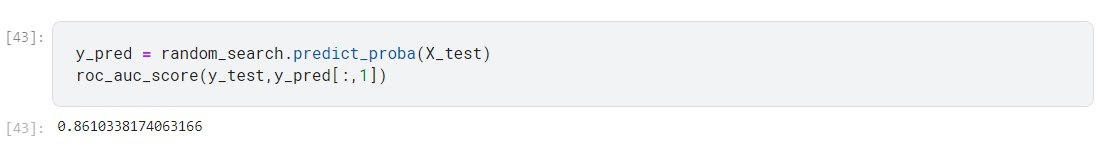 [43]:
y_pred = random_search.predict_proba(X_test)
roc_auc_score(y_test,y_pred[:,1])
[43]: 0.8610338174063166